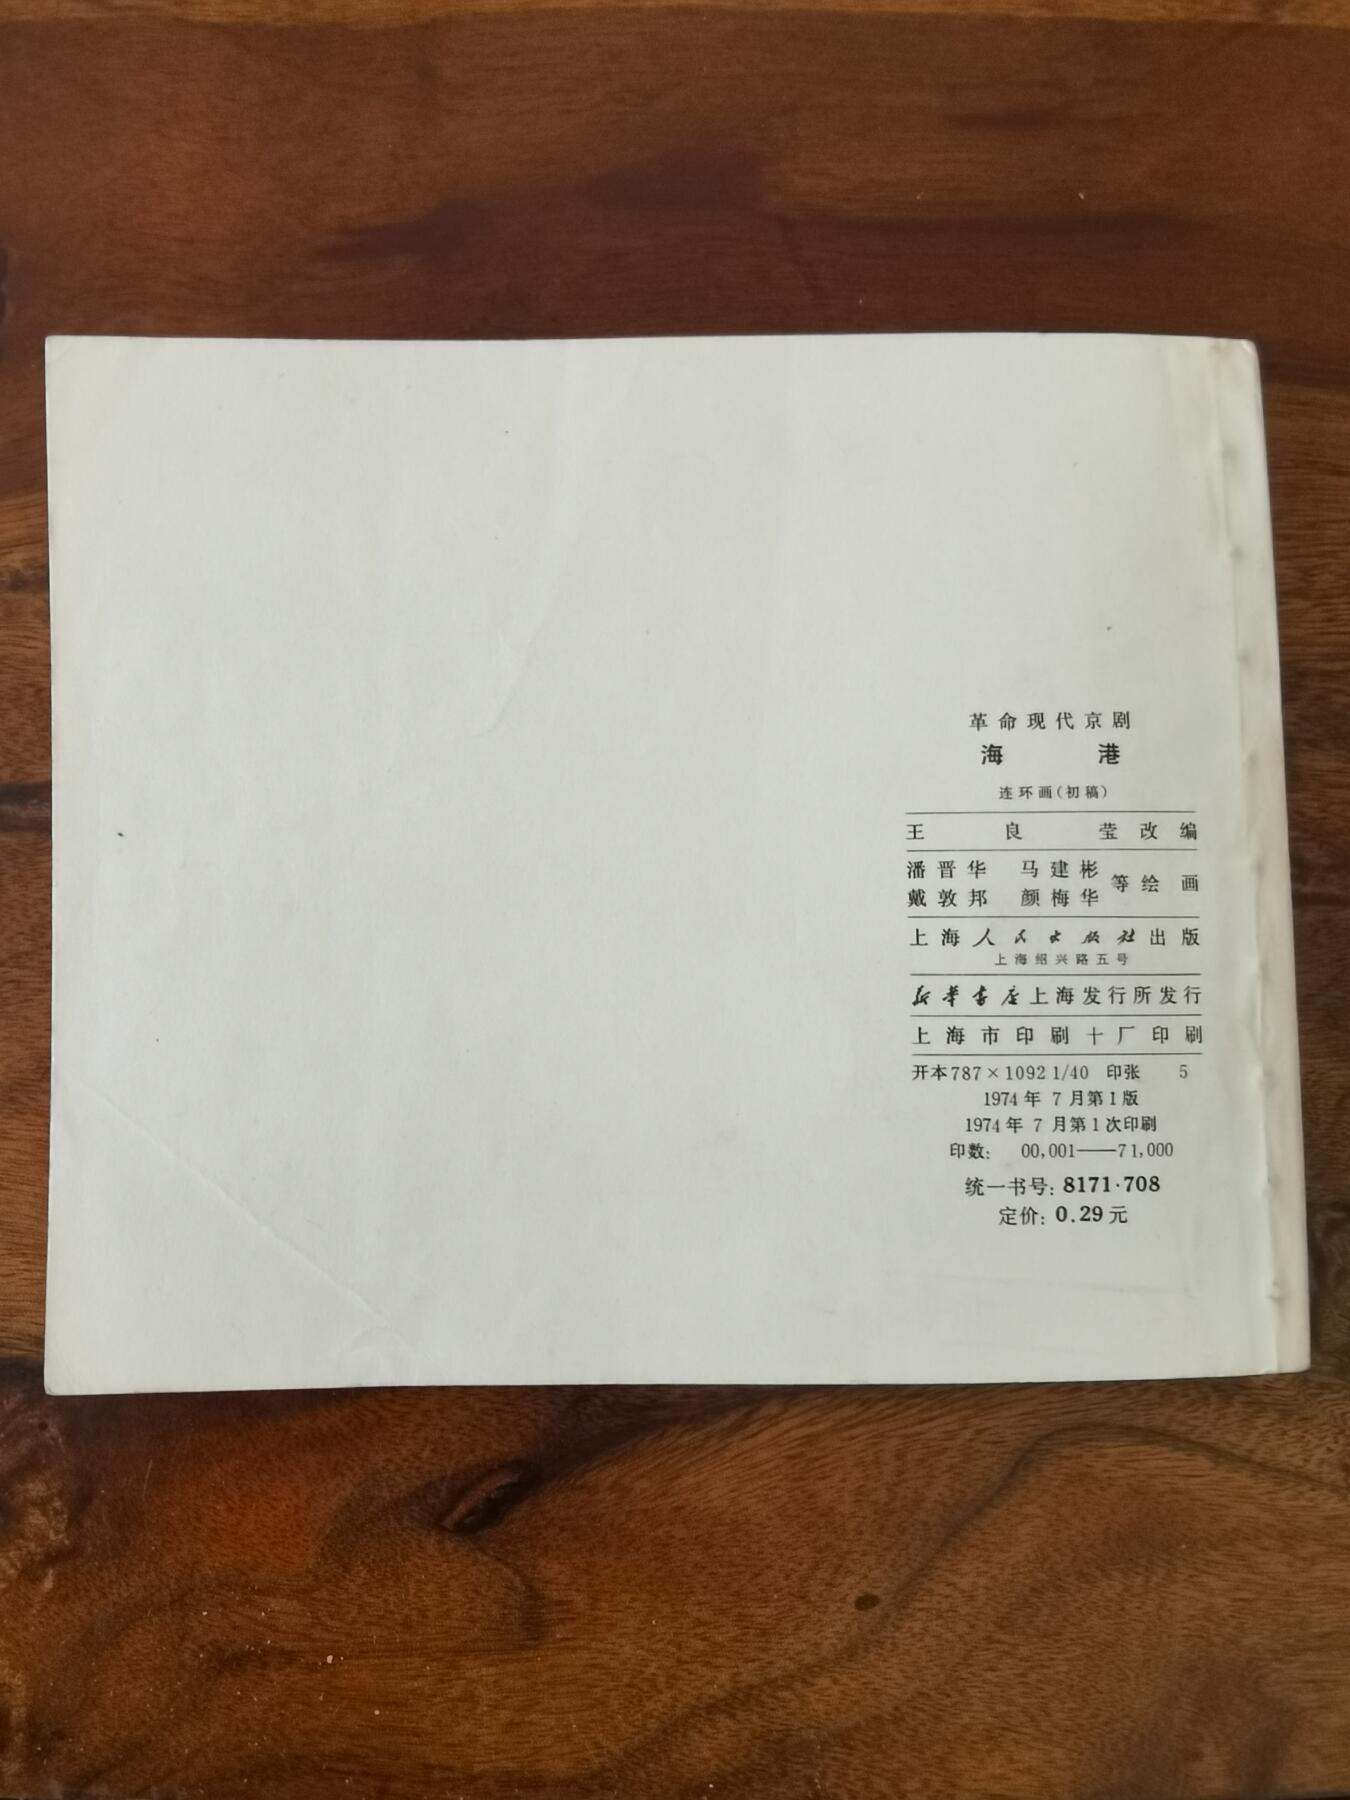 革命现代京剧
海港
连环画(初稿)
王良莹改编
潘晋华 马建彬
戴敦邦 颜梅华 等绘画
上海人民出版社出版
上海绍兴路五号
新华书店上海发行所发行
上海市印刷十厂印刷
开本787×1092 1/40 印张 5
1974年7月第1版
1974年7月第1次印刷
印数: 00,001——71,000
统一书号: 8171·708
定价: 0.29元